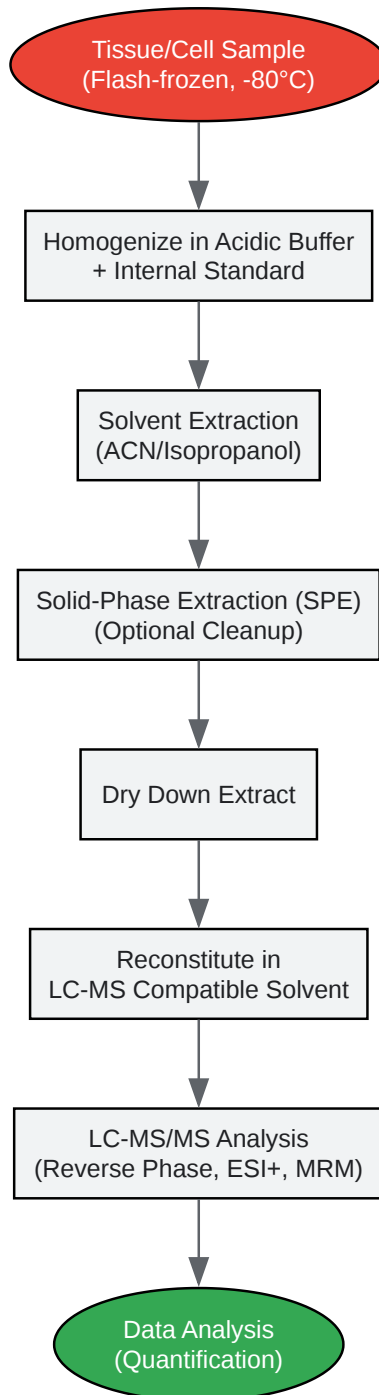 Tissue/Cell Sample
(Flash-frozen, -80°C)
Homogenize in Acidic Buffer
+ Internal Standard
Solvent Extraction
(ACN/Isopropanol)
Solid-Phase Extraction (SPE)
(Optional Cleanup)
Dry Down Extract
Reconstitute in
LC-MS Compatible Solvent
LC-MS/MS Analysis
(Reverse Phase, ESI+, MRM)
Data Analysis
(Quantification)